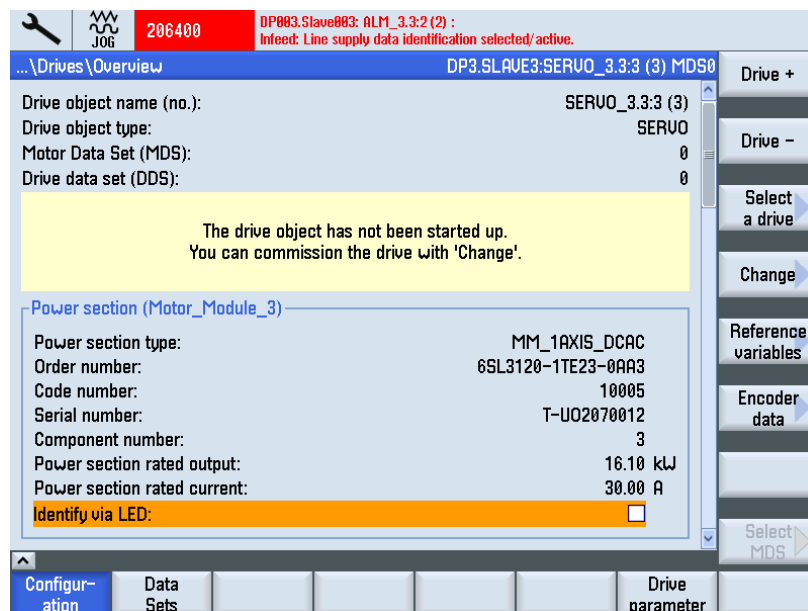 JOG
206400
DP003.Slave003: ALM_3.3:2 (2) :
Infeed: Line supply data identification selected/active.
...\Drives\Overview
DP3.SLAVE3:SERVO_3.3:3 (3) MDS0
Drive +
Drive object name (no.):
SERVO_3.3:3 (3)
Drive object type:
SERVO
Motor Data Set (MDS):
0
Drive data set (DDS):
0
Drive -
Select
a drive
The drive object has not been started up.
You can commission the drive with 'Change'.
Change
Power section (Motor_Module_3)
Power section type:
MM_1AXIS_DCAC
Order number:
6SL3120-1TE23-0AA3
Code number:
10005
Serial number:
T-UO2070012
Component number:
3
Power section rated output:
16.10 kW
Power section rated current:
30.00 A
Identify via LED:
Reference
variables
Encoder
data
Select
MDS
Configur-
ation
Data
Sets
Drive
parameter